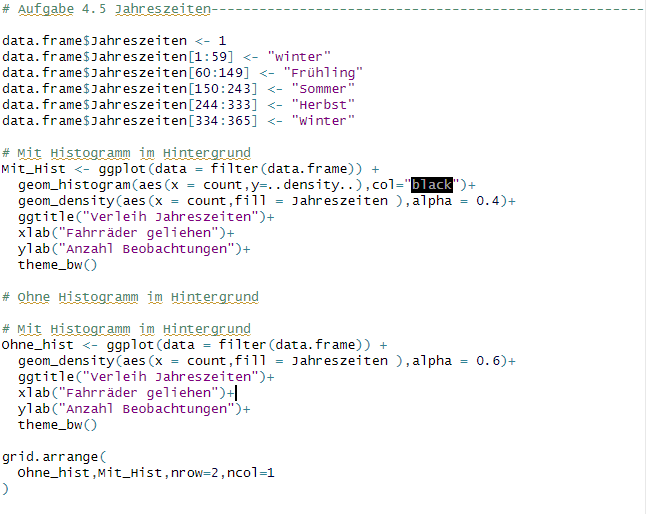 # Aufgabe 4.5 Jahreszeiten------------------------------------------------------
data.frame$Jahreszeiten <- 1
data.frame$Jahreszeiten[1:59] <- "winter"
data.frame$Jahreszeiten[60:149] <- "Frühling"
data.frame$Jahreszeiten[150:243] <- "Sommer"
data.frame$Jahreszeiten[244:333] <- "Herbst"
data.frame$Jahreszeiten[334:365] <- "Winter"
# Mit Histogramm im Hintergrund
Mit_Hist <- ggplot(data = filter(data.frame)) +
geom_histogram(aes(x = count,y=..density..),col="black")+
geom_density(aes(x = count,fill = Jahreszeiten ),alpha = 0.4)+
ggtitle("Verleih Jahreszeiten")+
xlab("Fahrräder geliehen")+
ylab("Anzahl Beobachtungen")+
theme_bw()
# Ohne Histogramm im Hintergrund
# Mit Histogramm im Hintergrund
Ohne_hist <- ggplot(data = filter(data.frame)) +
geom_density(aes(x = count,fill = Jahreszeiten ),alpha = 0.6)+
ggtitle("Verleih Jahreszeiten")+
xlab("Fahrräder geliehen")+
ylab("Anzahl Beobachtungen")+
theme_bw()
grid.arrange(
Ohne_hist,Mit_Hist,nrow=2,ncol=1
)